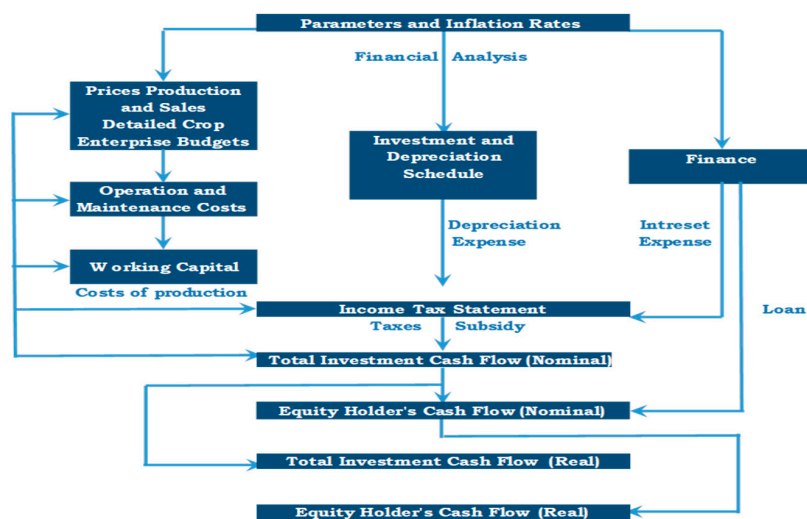 Parameters and Inflation Rates
Financial Analysis
Prices Production
and Sales
Detailed Crop
Enterprise Budgets
Investment and
Depreciation
Schedule
Finance
Operation and
Maintenance Costs
Depreciation
Expense
Intreset
Expense
Working Capital
Costs of production
Income Tax Statement
Loan
Taxes Subsidy
Total Investment Cash Flow (Nominal)
Equity Holder's Cash Flow (Nominal)
Total Investment Cash Flow (Real)
Equity Holder's Cash Flow (Real)